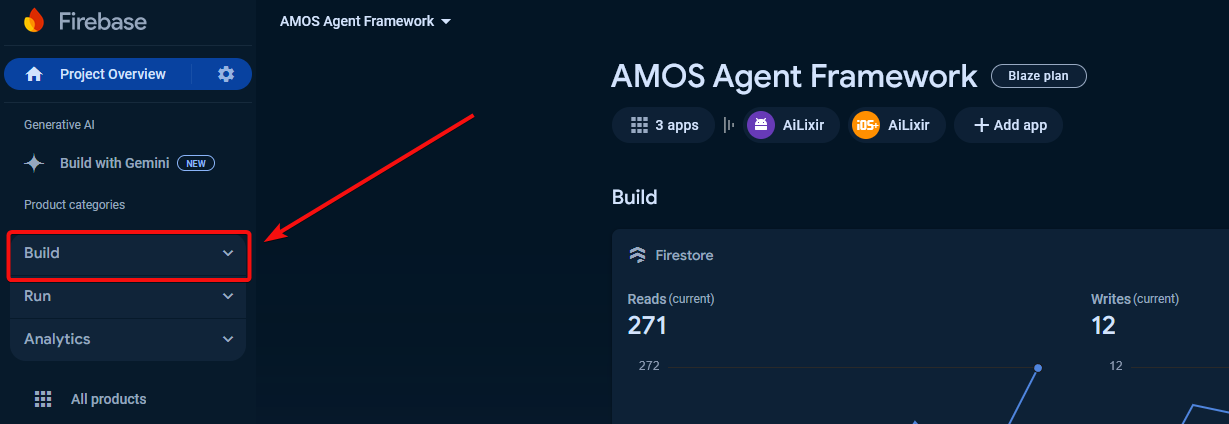 Firebase
AMOS Agent Framework
Project Overview
Generative AI
Build with Gemini NEW
Product categories
Build
Run
Analytics
All products
AMOS Agent Framework Blaze plan
3 apps AiLixir iOS+ AiLixir Add app
Build
Firestore
Reads (current) Writes (current)
271 12
272 12